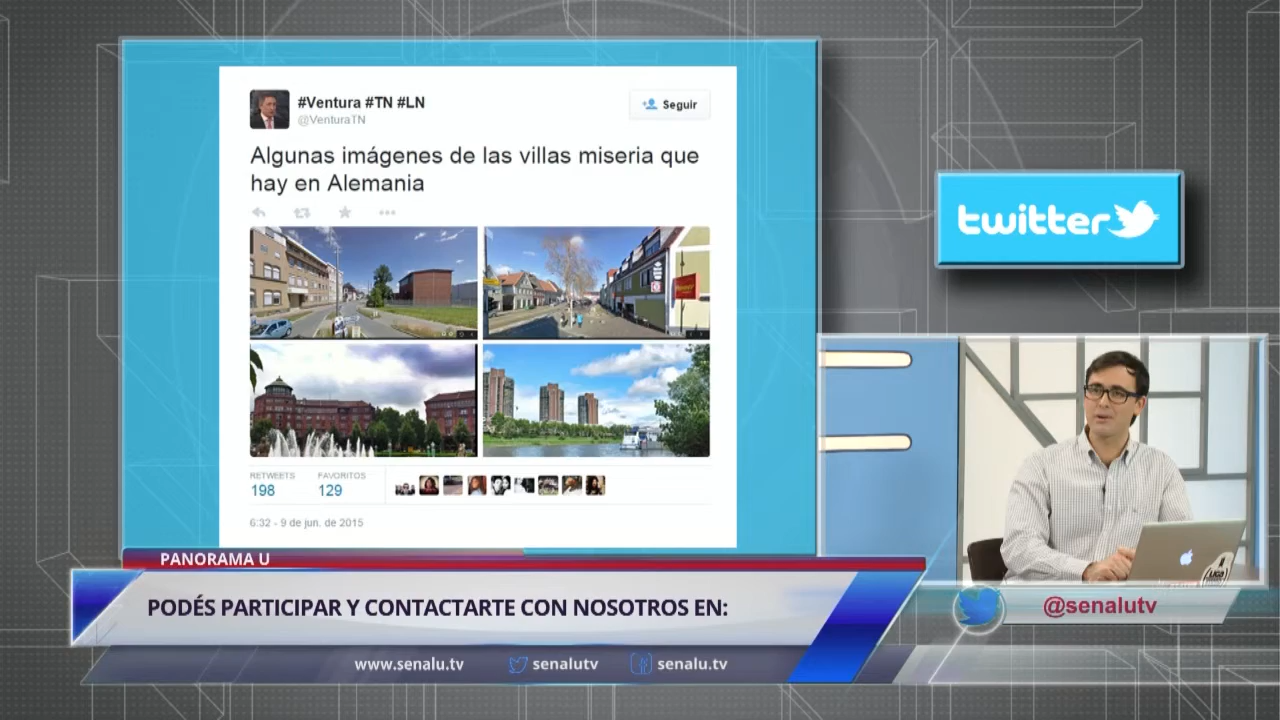 #Ventura #TN #LN
@VenturaTN
Seguir
Algunas imágenes de las villas miseria que
hay en Alemania
RETWEETS
FAVORITOS
198
129
6:32 - 9 de jun. de 2015
twitter
PANORAMA U
PODÉS PARTICIPAR Y CONTACTARTE CON NOSOTROS EN:
@senalutv
www.senalu.tv
senalutv
senalu.tv